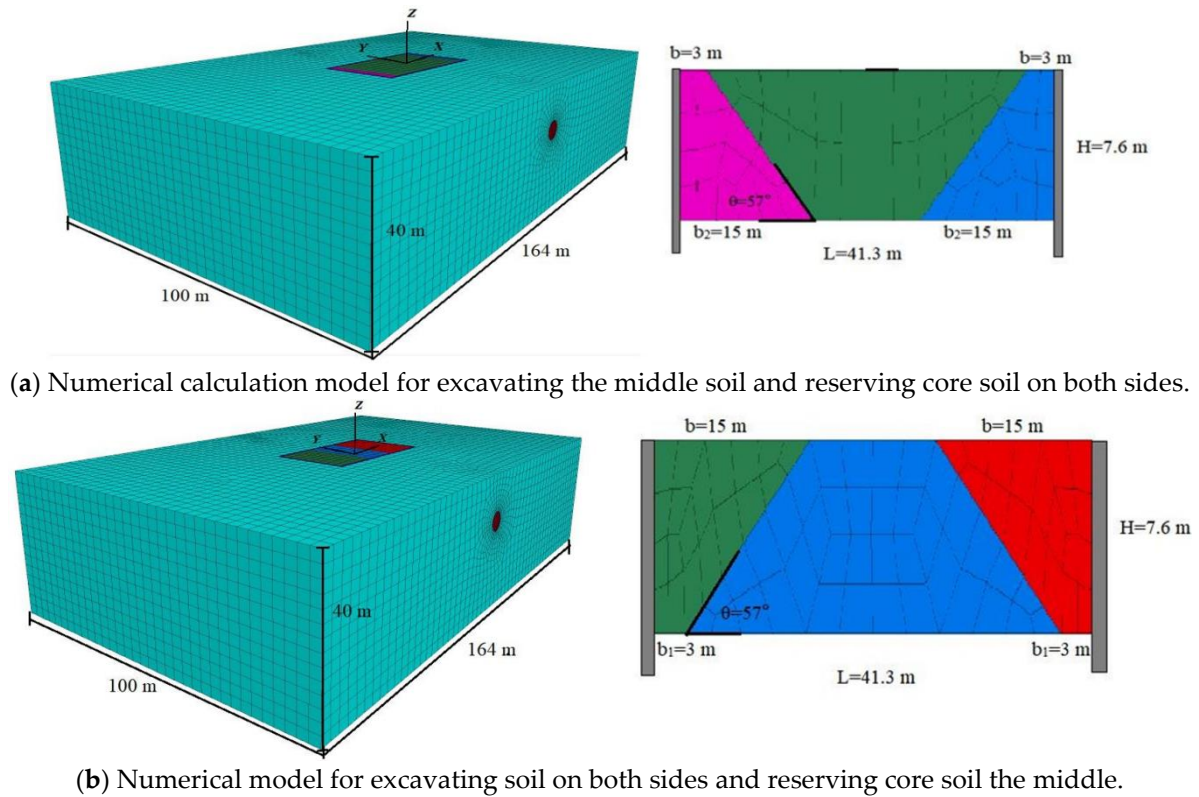 Z
Y X
40 m
164 m
100 m
b=3 m b=3 m
H=7.6 m
θ=57°
b₂=15 m b₂=15 m
L=41.3 m
(a) Numerical calculation model for excavating the middle soil and reserving core soil on both sides.
Z
Y X
40 m
164 m
100 m
b=15 m b=15 m
H=7.6 m
θ=57°
b₁=3 m b₁=3 m
L=41.3 m
(b) Numerical model for excavating soil on both sides and reserving core soil the middle.